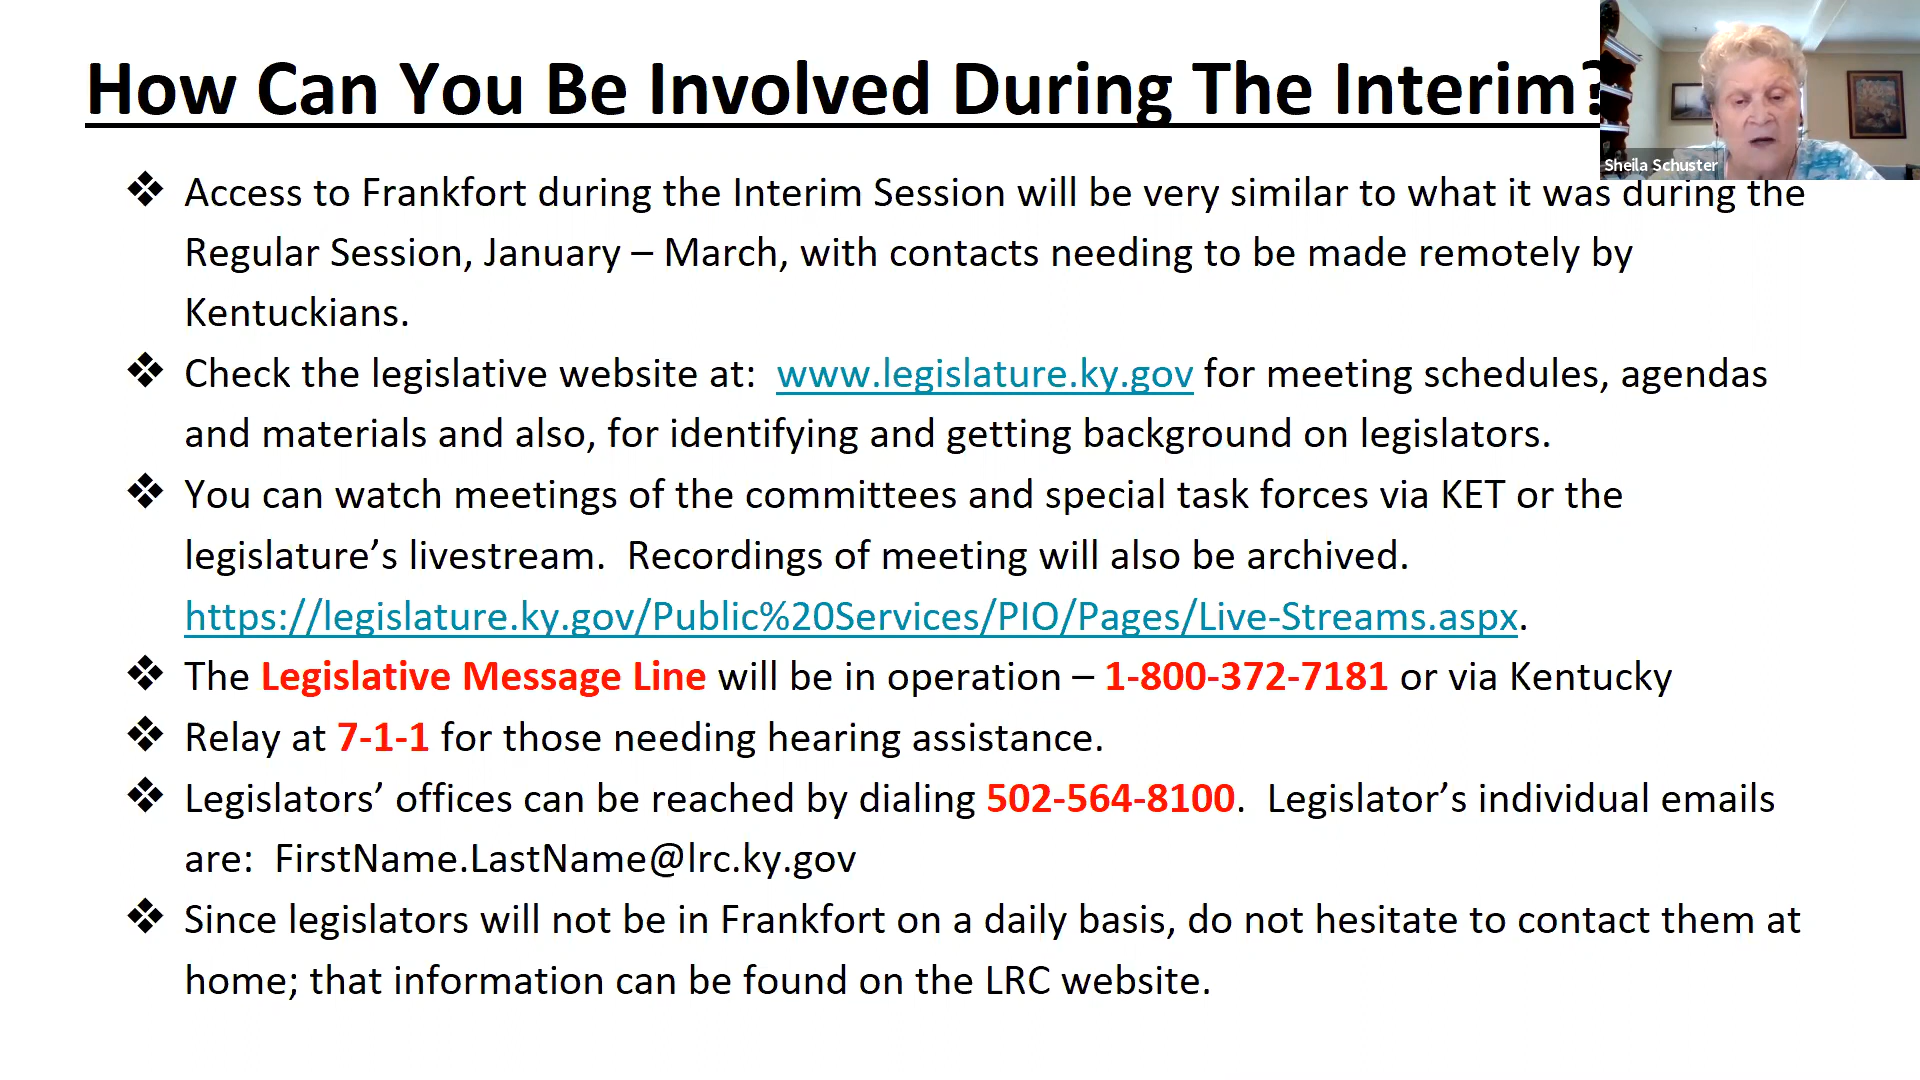 How Can You Be Involved During The Interim?
Sheila Schuster
❖ Access to Frankfort during the Interim Session will be very similar to what it was during the
Regular Session, January – March, with contacts needing to be made remotely by
Kentuckians.
❖ Check the legislative website at:  www.legislature.ky.gov for meeting schedules, agendas
and materials and also, for identifying and getting background on legislators.
❖ You can watch meetings of the committees and special task forces via KET or the
legislature’s livestream.  Recordings of meeting will also be archived.
https://legislature.ky.gov/Public%20Services/PIO/Pages/Live-Streams.aspx.
❖ The Legislative Message Line will be in operation – 1-800-372-7181 or via Kentucky
❖ Relay at 7-1-1 for those needing hearing assistance.
❖ Legislators’ offices can be reached by dialing 502-564-8100.  Legislator’s individual emails
are:  FirstName.LastName@lrc.ky.gov
❖ Since legislators will not be in Frankfort on a daily basis, do not hesitate to contact them at
home; that information can be found on the LRC website.